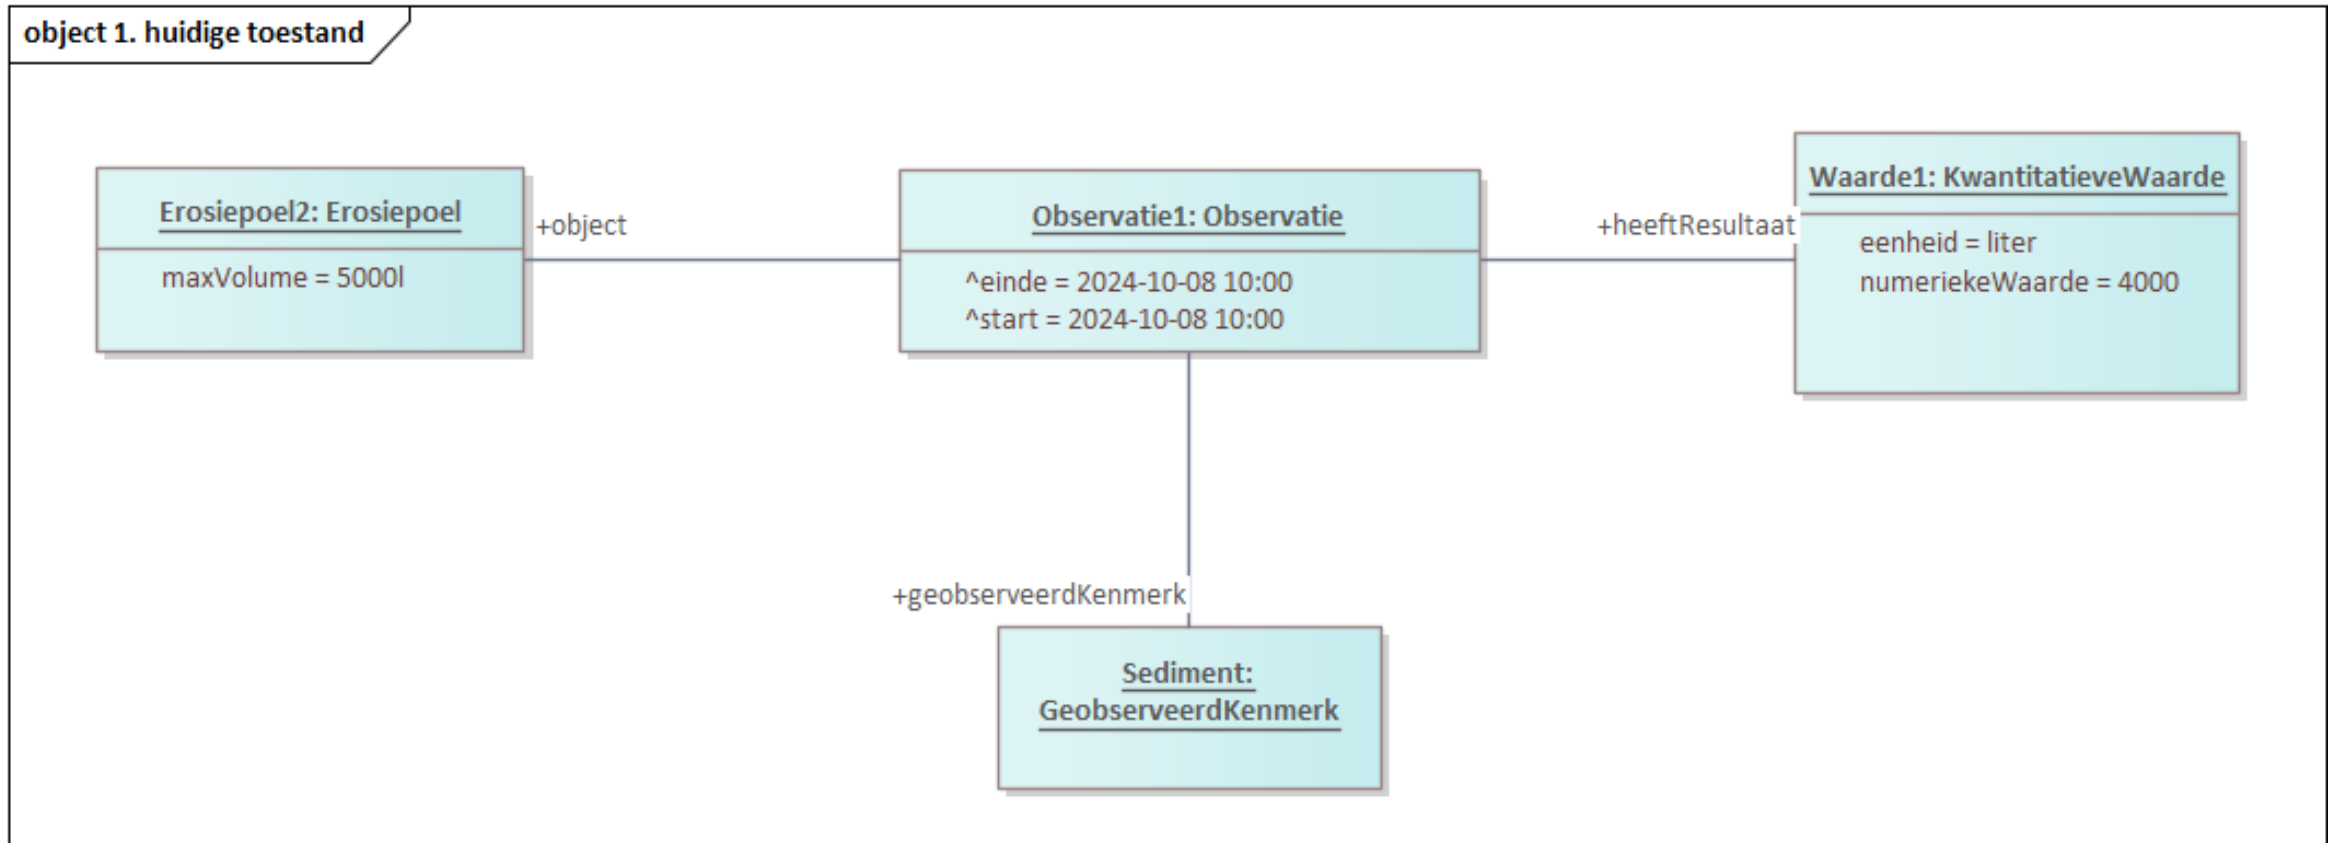 object 1. huidige toestand
Erosiepoel2: Erosiepoel
maxVolume = 5000l
+object
Observatie1: Observatie
^einde = 2024-10-08 10:00
^start = 2024-10-08 10:00
+heeftResultaat
Waarde1: KwantitatieveWaarde
eenheid = liter
numeriekeWaarde = 4000
+geobserveerdKenmerk
Sediment:
GeobserveerdKenmerk